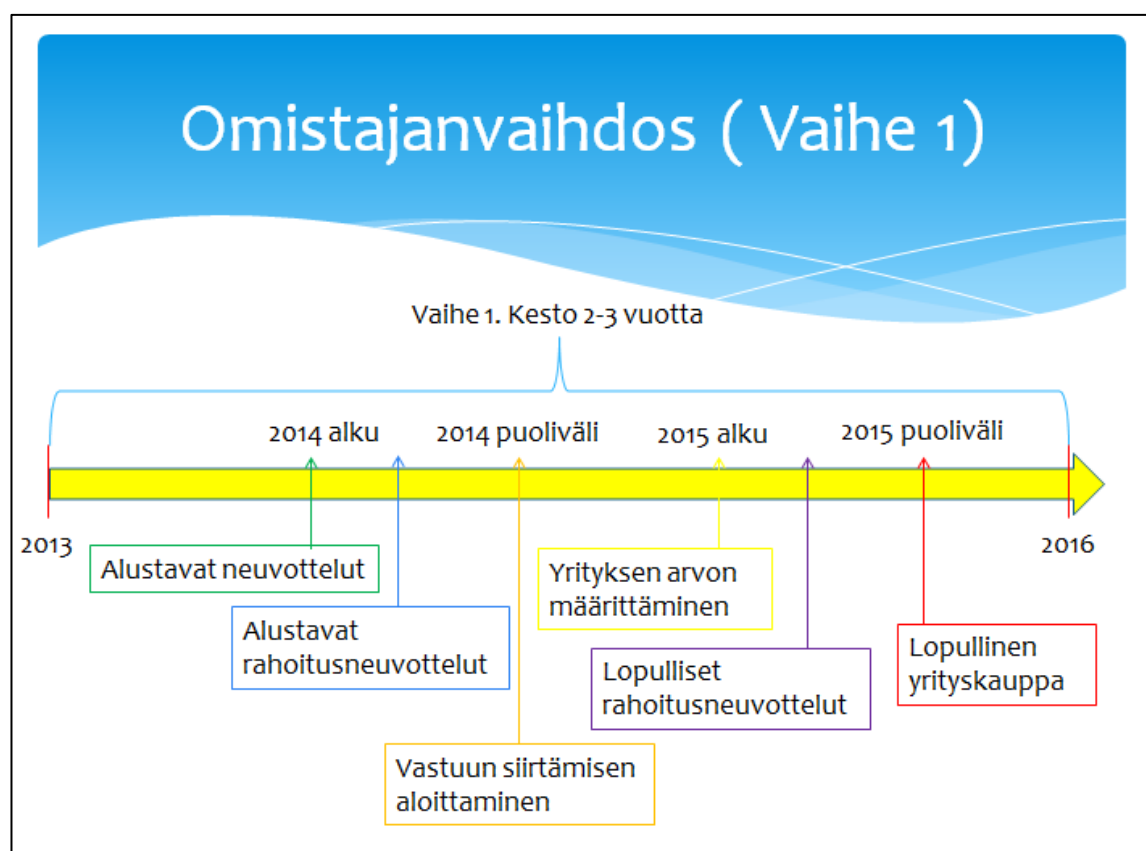 Omistajanvaihdos ( Vaihe 1)
Vaihe 1. Kesto 2-3 vuotta
2014 alku
2014 puoliväli
2015 alku
2015 puoliväli
2013
2016
Alustavat neuvottelut
Alustavat
rahoitusneuvottelut
Vastuun siirtämisen
aloittaminen
Yrityksen arvon
määrittäminen
Lopulliset
rahoitusneuvottelut
Lopullinen
yrityskauppa